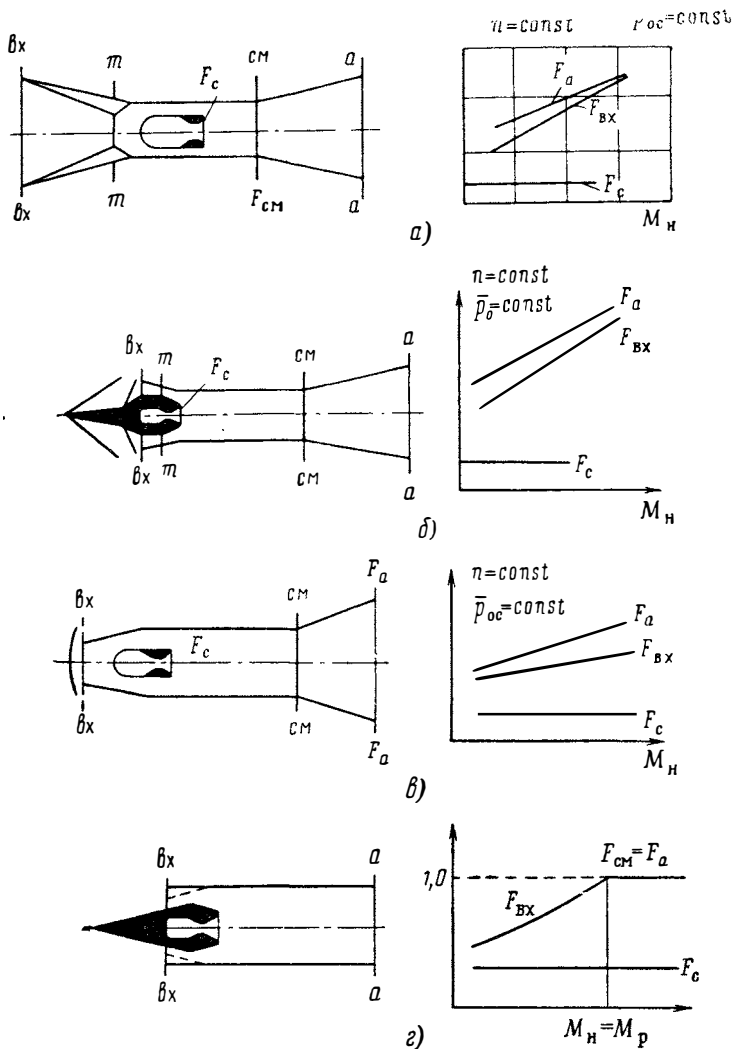 вх
m
F_c
см
a
вх
m
F_см
a
n=const
p_ос=const
F_a
F_вх
F_c
M_н
а)
вх
m
F_c
см
a
вх
m
см
a
n=const
p̅_о=const
F_a
F_вх
F_c
M_н
б)
вх
F_c
см
F_a
вх
см
F_a
n=const
p̅_ос=const
F_a
F_вх
F_c
M_н
в)
вх
a
вх
a
1,0
F_см=F_a
F_вх
F_c
M_н=M_р
г)